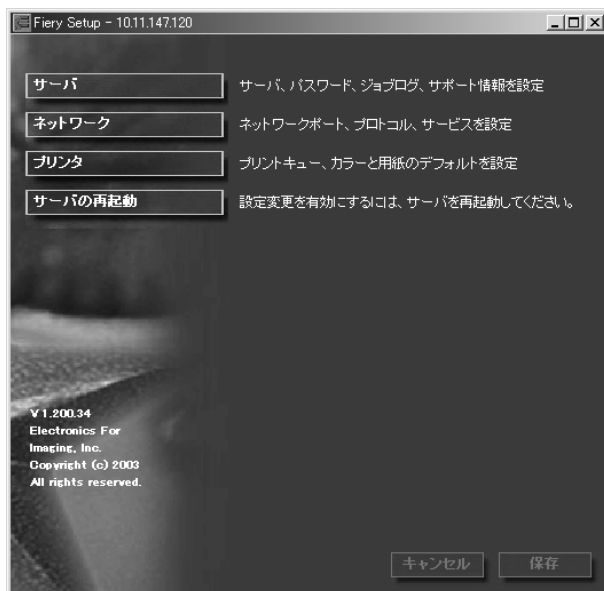 Fiery Setup - 10.11.147.120
サーバ
サーバ、パスワード、ジョブログ、サポート情報を設定
ネットワーク
ネットワークポート、プロトコル、サービスを設定
プリンタ
プリントキュー、カラーと用紙のデフォルトを設定
サーバの再起動
設定変更を有効にするには、サーバを再起動してください。
V 1.200.34
Electronics For
Imaging, Inc.
Copyright (c) 2003
All rights reserved.
キャンセル
保存